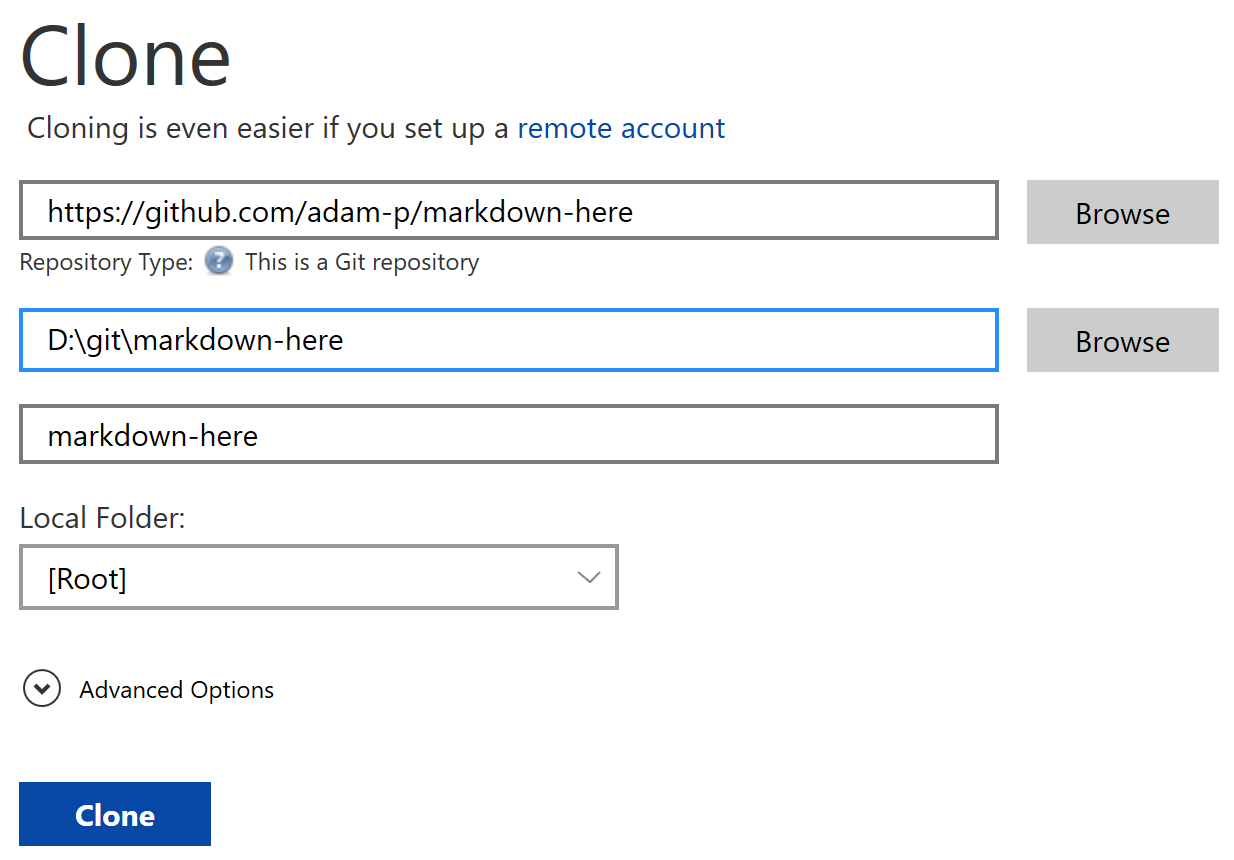 Clone
Cloning is even easier if you set up a remote account
https://github.com/adam-p/markdown-here
Browse
Repository Type: ? This is a Git repository
D:\git\markdown-here
Browse
markdown-here
Local Folder:
[Root]
Advanced Options
Clone